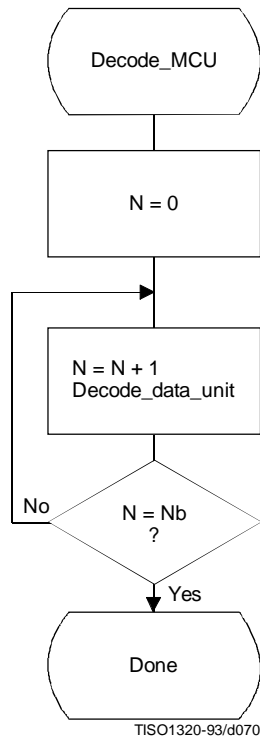 Decode_MCU
N = 0
N = N + 1
Decode_data_unit
N = Nb
?
No
Yes
Done
TISO1320-93/d070